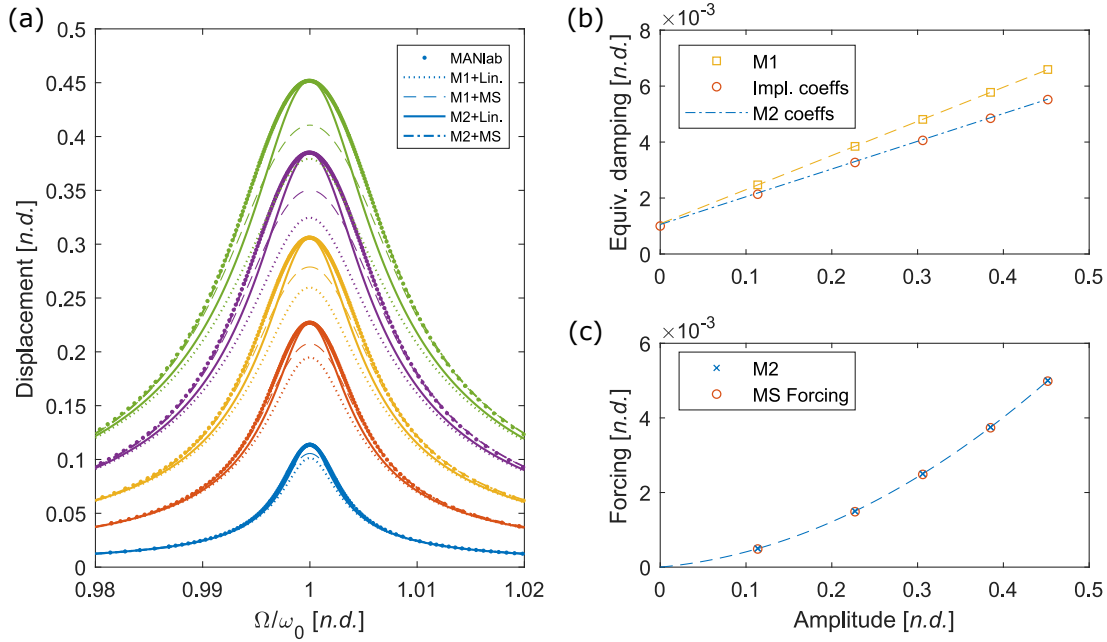 (a)
0.5
0.45
0.4
0.35
0.3
0.25
0.2
0.15
0.1
0.05
0
Displacement [n.d.]
MANlab
M1+Lin.
M1+MS
M2+Lin.
M2+MS
0.98
0.99
1
1.01
1.02
Ω/ω0 [n.d.]
(b)
×10-3
8
6
4
2
0
Equiv. damping [n.d.]
M1
Impl. coeffs
M2 coeffs
0
0.1
0.2
0.3
0.4
0.5
(c)
×10-3
6
4
2
0
Forcing [n.d.]
M2
MS Forcing
0
0.1
0.2
0.3
0.4
0.5
Amplitude [n.d.]